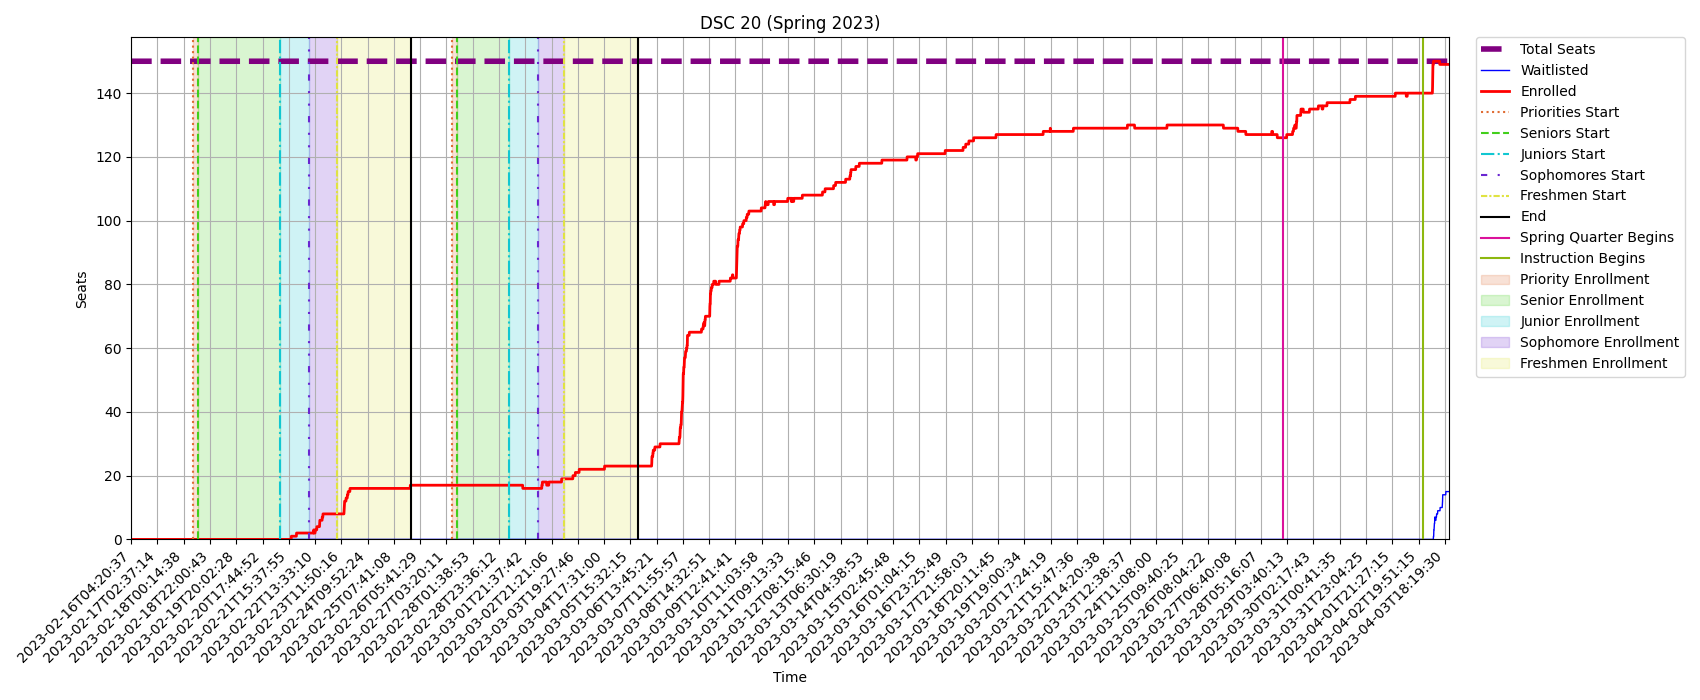 DSC 20 (Spring 2023)
Seats
140
120
100
80
60
40
20
0
2023-02-16T04:20:37
2023-02-17T02:37:14
2023-02-18T00:14:38
2023-02-18T22:00:43
2023-02-19T20:02:28
2023-02-20T17:44:52
2023-02-21T15:37:55
2023-02-22T13:33:10
2023-02-23T11:50:16
2023-02-24T09:52:24
2023-02-25T07:41:08
2023-02-26T05:41:29
2023-02-27T03:20:11
2023-02-28T01:38:53
2023-02-28T23:36:12
2023-03-01T21:37:42
2023-03-02T21:21:06
2023-03-03T19:27:46
2023-03-04T17:31:00
2023-03-05T15:32:15
2023-03-06T13:45:21
2023-03-07T11:55:57
2023-03-08T14:32:51
2023-03-09T12:41:41
2023-03-10T11:03:58
2023-03-11T09:13:33
2023-03-12T08:15:46
2023-03-13T06:30:19
2023-03-14T04:38:53
2023-03-15T02:45:48
2023-03-16T01:04:15
2023-03-16T23:25:49
2023-03-17T21:58:03
2023-03-18T20:11:45
2023-03-19T19:00:34
2023-03-20T17:24:19
2023-03-21T15:47:36
2023-03-22T14:20:38
2023-03-23T12:38:37
2023-03-24T11:08:00
2023-03-25T09:40:25
2023-03-26T08:04:22
2023-03-27T06:40:08
2023-03-28T05:16:07
2023-03-29T03:40:13
2023-03-30T02:17:43
2023-03-31T00:41:35
2023-03-31T23:04:25
2023-04-01T21:27:15
2023-04-02T19:51:15
2023-04-03T18:19:30
Time
Total Seats
Waitlisted
Enrolled
Priorities Start
Seniors Start
Juniors Start
Sophomores Start
Freshmen Start
End
Spring Quarter Begins
Instruction Begins
Priority Enrollment
Senior Enrollment
Junior Enrollment
Sophomore Enrollment
Freshmen Enrollment